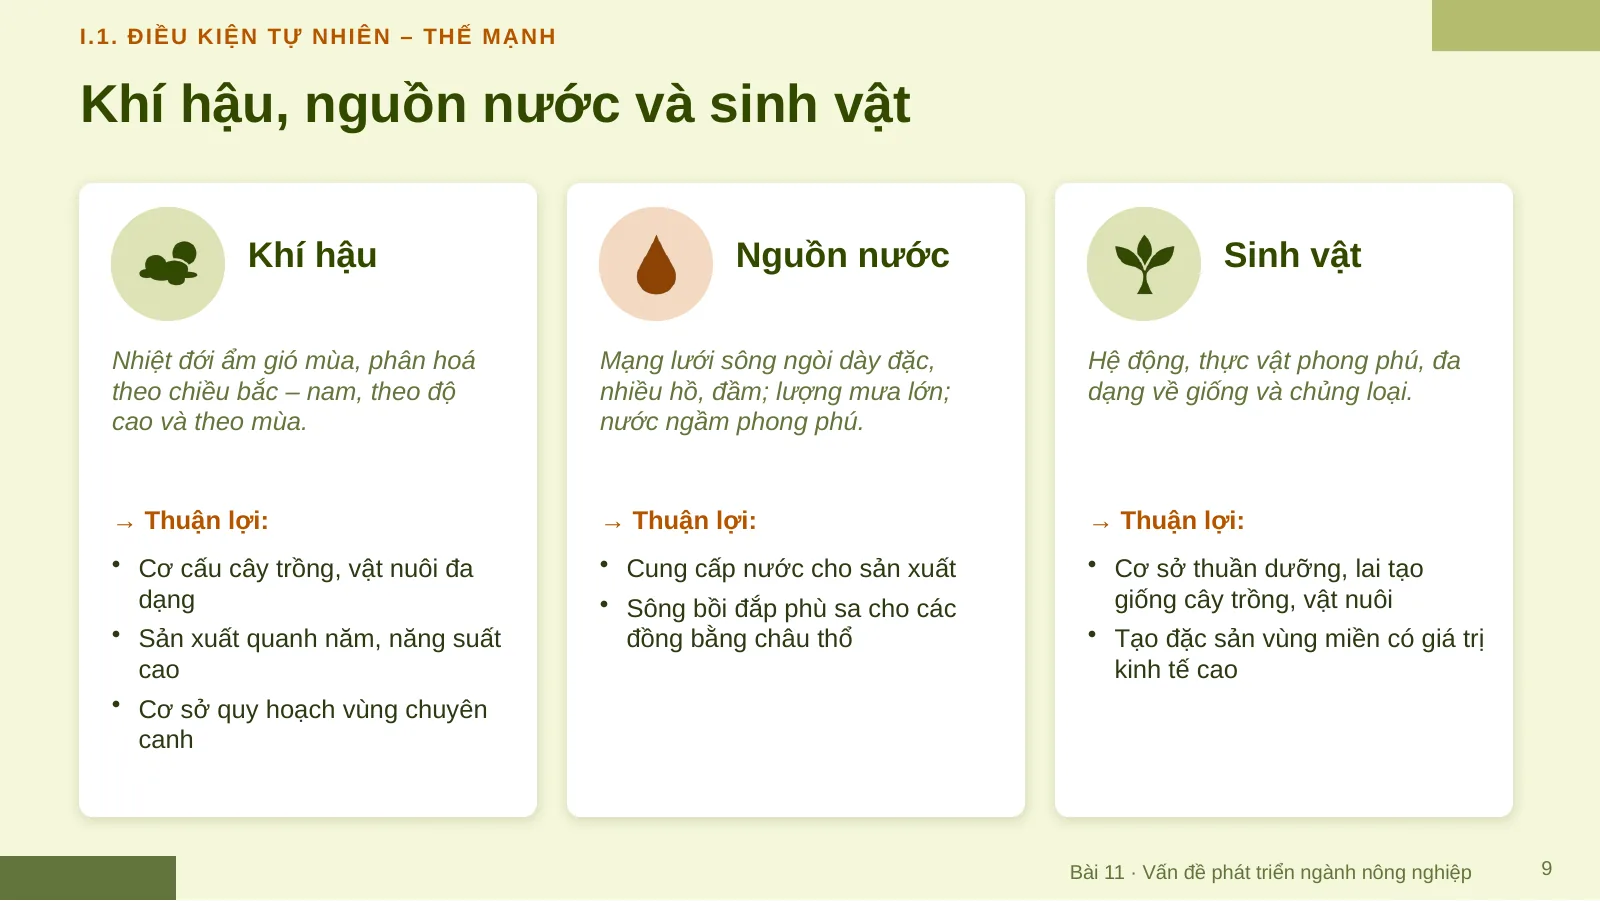 I.1. ĐIỀU KIỆN TỰ NHIÊN – THẾ MẠNH
Khí hậu, nguồn nước và sinh vật
Khí hậu
Nhiệt đới ẩm gió mùa, phân hoá
theo chiều bắc – nam, theo độ
cao và theo mùa.
→ Thuận lợi:
• Cơ cấu cây trồng, vật nuôi đa
dạng
• Sản xuất quanh năm, năng suất
cao
• Cơ sở quy hoạch vùng chuyên
canh
Nguồn nước
Mạng lưới sông ngòi dày đặc,
nhiều hồ, đầm; lượng mưa lớn;
nước ngầm phong phú.
→ Thuận lợi:
• Cung cấp nước cho sản xuất
• Sông bồi đắp phù sa cho các
đồng bằng châu thổ
Sinh vật
Hệ động, thực vật phong phú, đa
dạng về giống và chủng loại.
→ Thuận lợi:
• Cơ sở thuần dưỡng, lai tạo
giống cây trồng, vật nuôi
• Tạo đặc sản vùng miền có giá trị
kinh tế cao
Bài 11 · Vấn đề phát triển ngành nông nghiệp
9